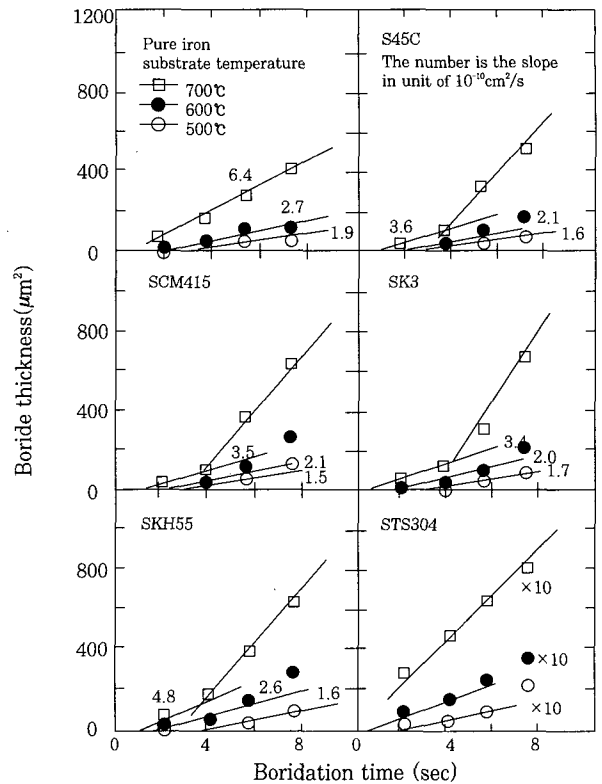 1200
800
400
0
Pure iron
substrate temperature
700℃
600℃
500℃
6.4
2.7
1.9
S45C
The number is the slope
in unit of 10⁻¹⁰cm²/s
3.6
2.1
1.6
SCM415
800
400
0
3.5
2.1
1.5
SK3
3.4
2.0
1.7
SKH55
800
400
0
4.8
2.6
1.6
STS304
×10
×10
×10
0 4 8
0 4 8
Boride thickness(μm²)
Boridation time (sec)